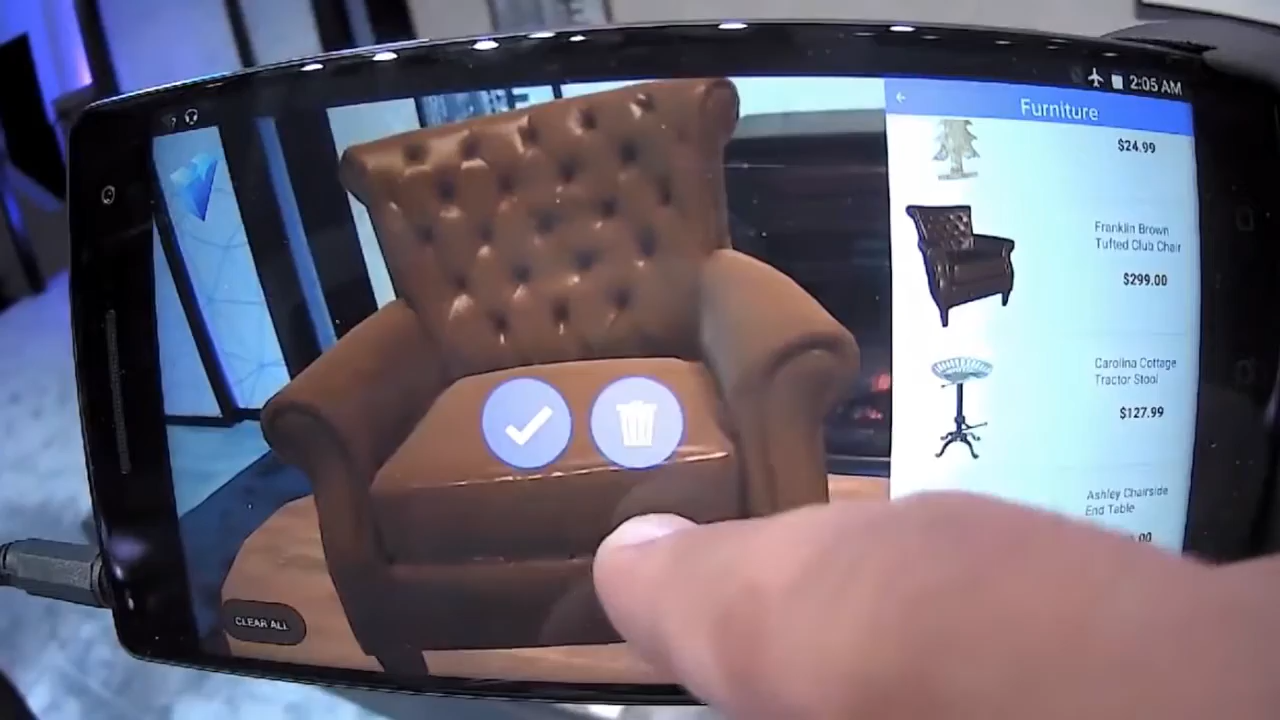 2:05 AM
Furniture
$24.99
Franklin Brown
Tufted Club Chair
$299.00
Carolina Cottage
Tractor Stool
$127.99
Ashley Chairside
End Table
.00
CLEAR ALL